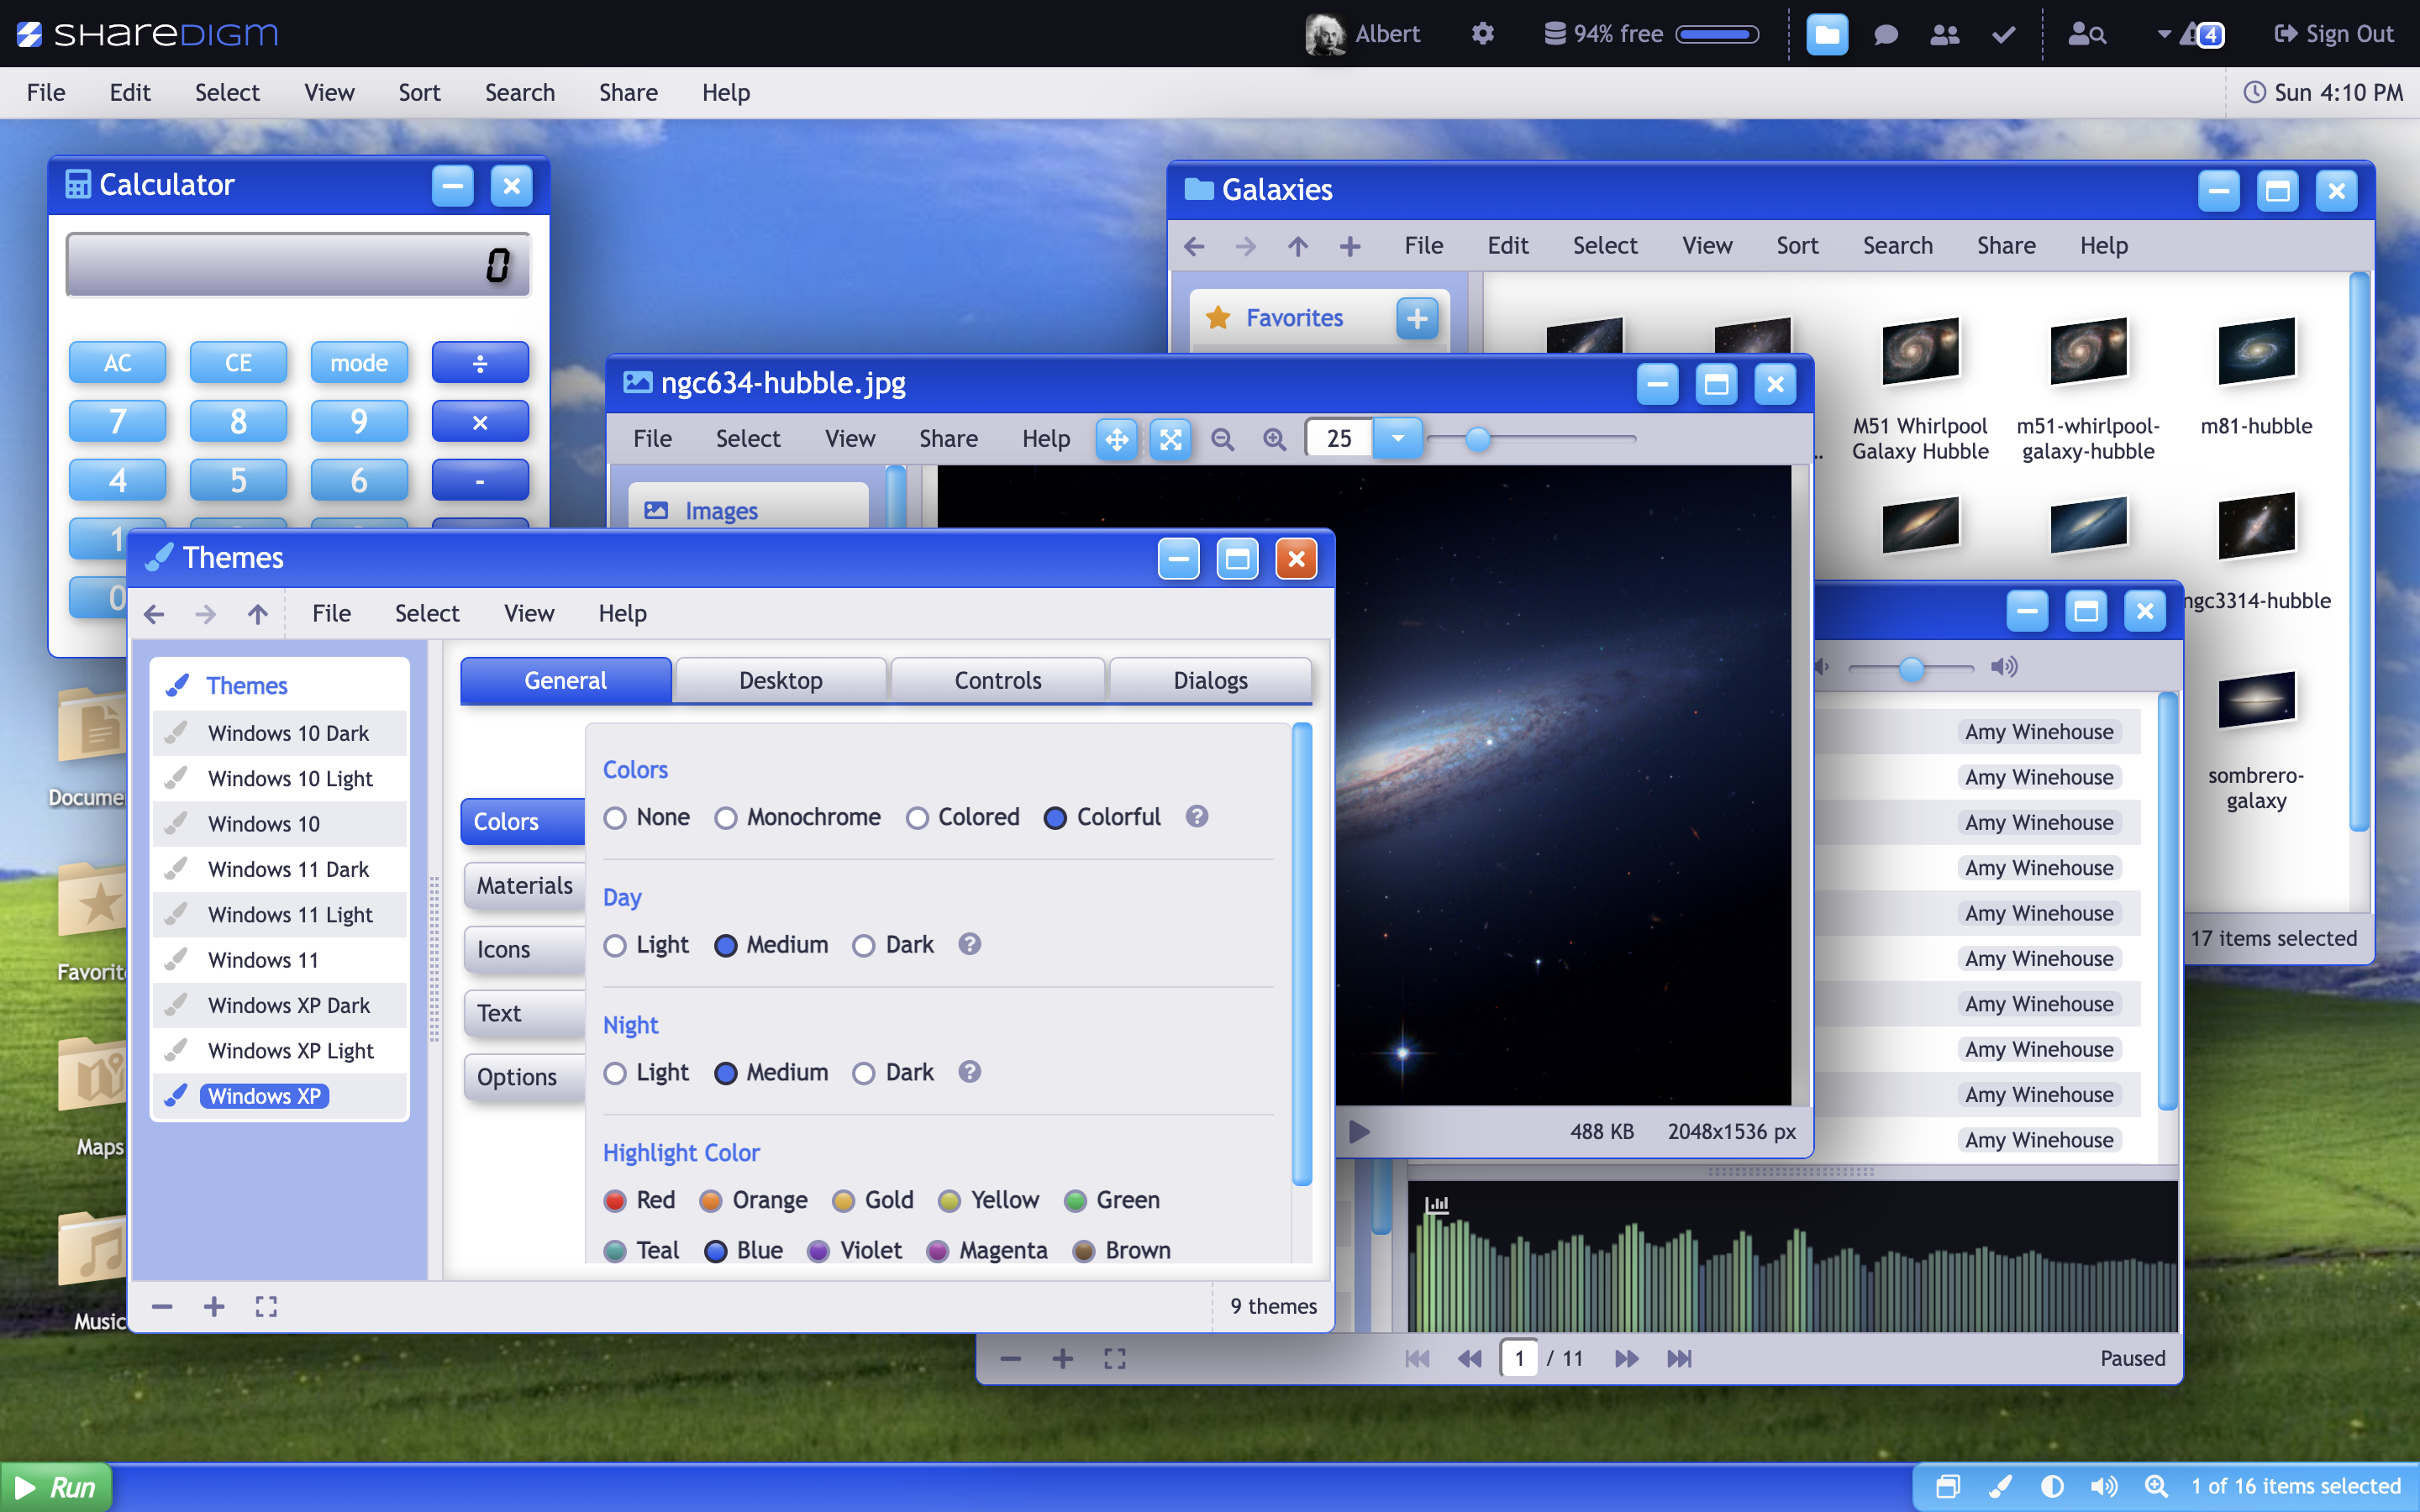 SHAREDIGM
Albert
94% free
4
Sign Out
File Edit Select View Sort Search Share Help
Sun 4:10 PM
Calculator
0
AC CE mode ÷
7 8 9 ×
4 5 6 -
1
0
Galaxies
File Edit Select View Sort Search Share Help
Favorites
M51 Whirlpool
Galaxy Hubble
m51-whirlpool-
galaxy-hubble
m81-hubble
ngc3314-hubble
sombrero-
galaxy
17 items selected
ngc634-hubble.jpg
File Select View Share Help
25
Images
488 KB 2048x1536 px
Themes
File Select View Help
Themes
Windows 10 Dark
Windows 10 Light
Windows 10
Windows 11 Dark
Windows 11 Light
Windows 11
Windows XP Dark
Windows XP Light
Windows XP
General Desktop Controls Dialogs
Colors
Materials
Icons
Text
Options
Colors
None Monochrome Colored Colorful ?
Day
Light Medium Dark ?
Night
Light Medium Dark ?
Highlight Color
Red Orange Gold Yellow Green
Teal Blue Violet Magenta Brown
9 themes
Amy Winehouse
Amy Winehouse
Amy Winehouse
Amy Winehouse
Amy Winehouse
Amy Winehouse
Amy Winehouse
Amy Winehouse
Amy Winehouse
Amy Winehouse
1 / 11
Paused
Docume
Favorit
Maps
Music
Run
1 of 16 items selected